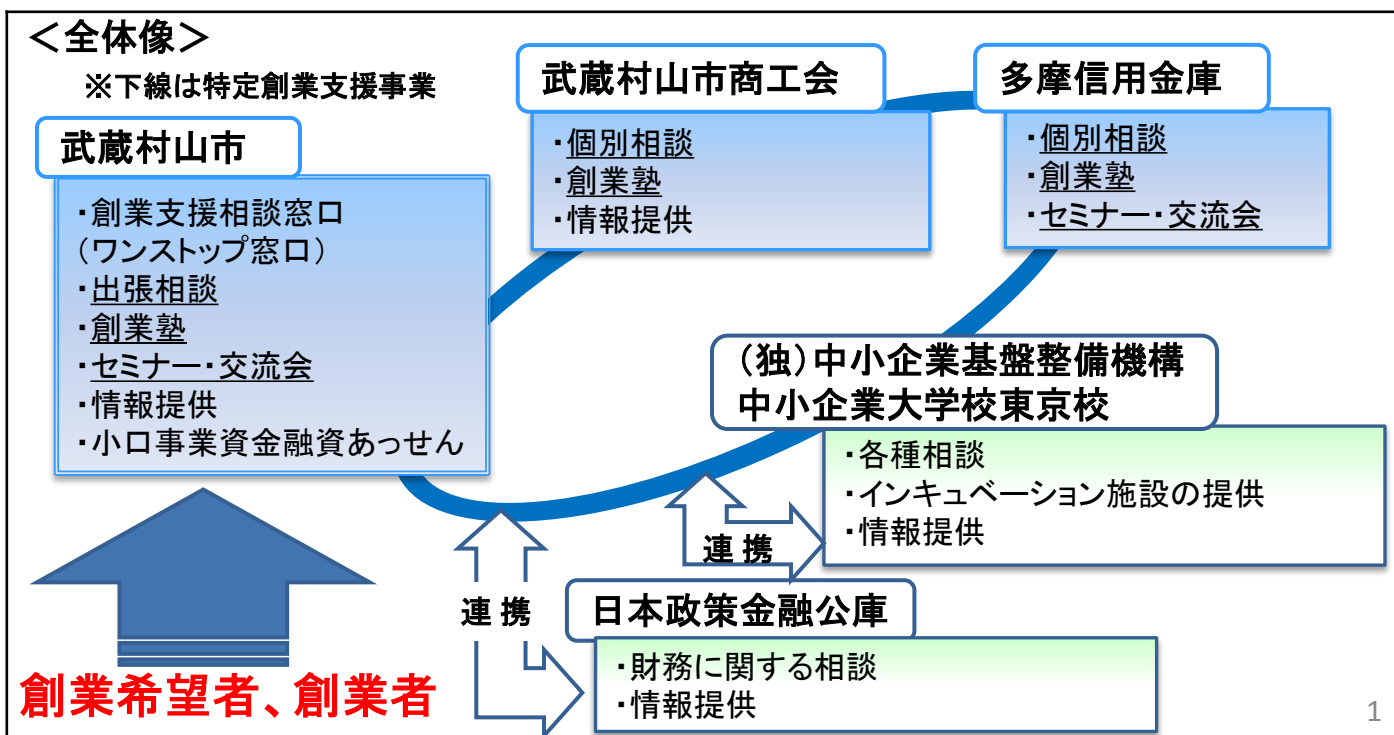 ＜全体像＞
※下線は特定創業支援事業
武蔵村山市
・創業支援相談窓口
（ワンストップ窓口）
・出張相談
・創業塾
・セミナー・交流会
・情報提供
・小口事業資金融資あっせん
武蔵村山市商工会
・個別相談
・創業塾
・情報提供
多摩信用金庫
・個別相談
・創業塾
・セミナー・交流会
（独）中小企業基盤整備機構
中小企業大学校東京校
・各種相談
・インキュベーション施設の提供
・情報提供
連携
連携
日本政策金融公庫
・財務に関する相談
・情報提供
創業希望者、創業者
1